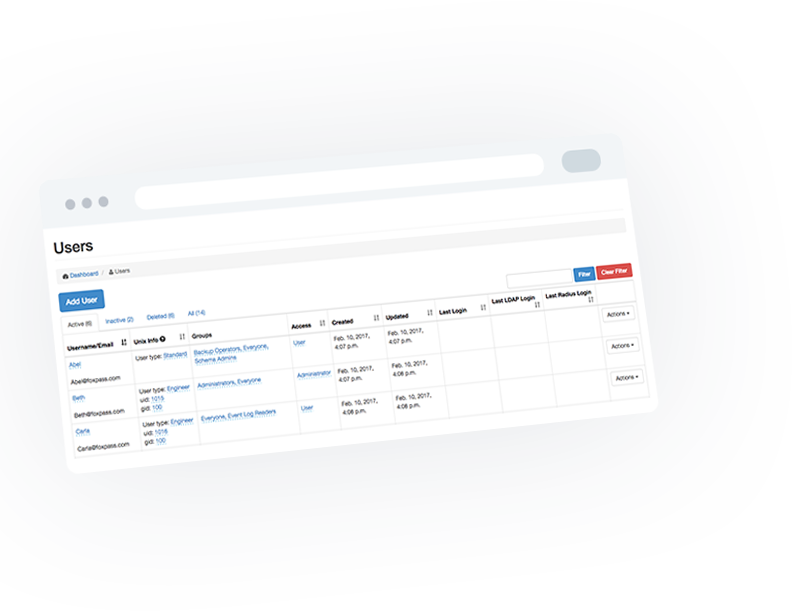 Users
Dashboard / Users
Add User
Filter
Clear Filter
Active (6) Inactive (2) Deleted (6) All (14)
Username/Email Unix Info Groups Access Created Updated Last Login Last LDAP Login Last Radius Login
Abel
Abel@foxpass.com
User type: Standard
Backup Operators, Everyone,
Schema Admins
User
Feb. 10, 2017,
4:07 p.m.
Feb. 10, 2017,
4:07 p.m.
Actions
Beth
Beth@foxpass.com
User type: Engineer
uid: 1015
gid: 100
Administrators, Everyone
Administrator
Feb. 10, 2017,
4:07 p.m.
Feb. 10, 2017,
4:08 p.m.
Actions
Carla
Carla@foxpass.com
User type: Engineer
uid: 1016
gid: 100
Everyone, Event Log Readers
User
Feb. 10, 2017,
4:08 p.m.
Feb. 10, 2017,
4:08 p.m.
Actions